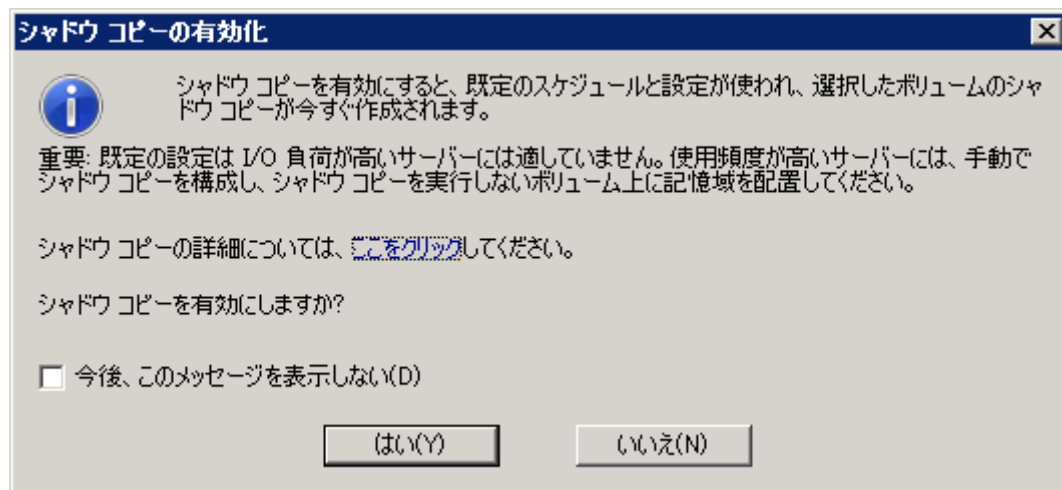 シャドウ コピーの有効化
シャドウ コピーを有効にすると、既定のスケジュールと設定が使われ、選択したボリュームのシャ
ドウ コピーが今すぐ作成されます。
重要: 既定の設定は I/O 負荷が高いサーバーには適していません。使用頻度が高いサーバーには、手動で
シャドウ コピーを構成し、シャドウ コピーを実行しないボリューム上に記憶域を配置してください。
シャドウ コピーの詳細については、ここをクリックしてください。
シャドウ コピーを有効にしますか?
今後、このメッセージを表示しない(D)
はい(Y)
いいえ(N)